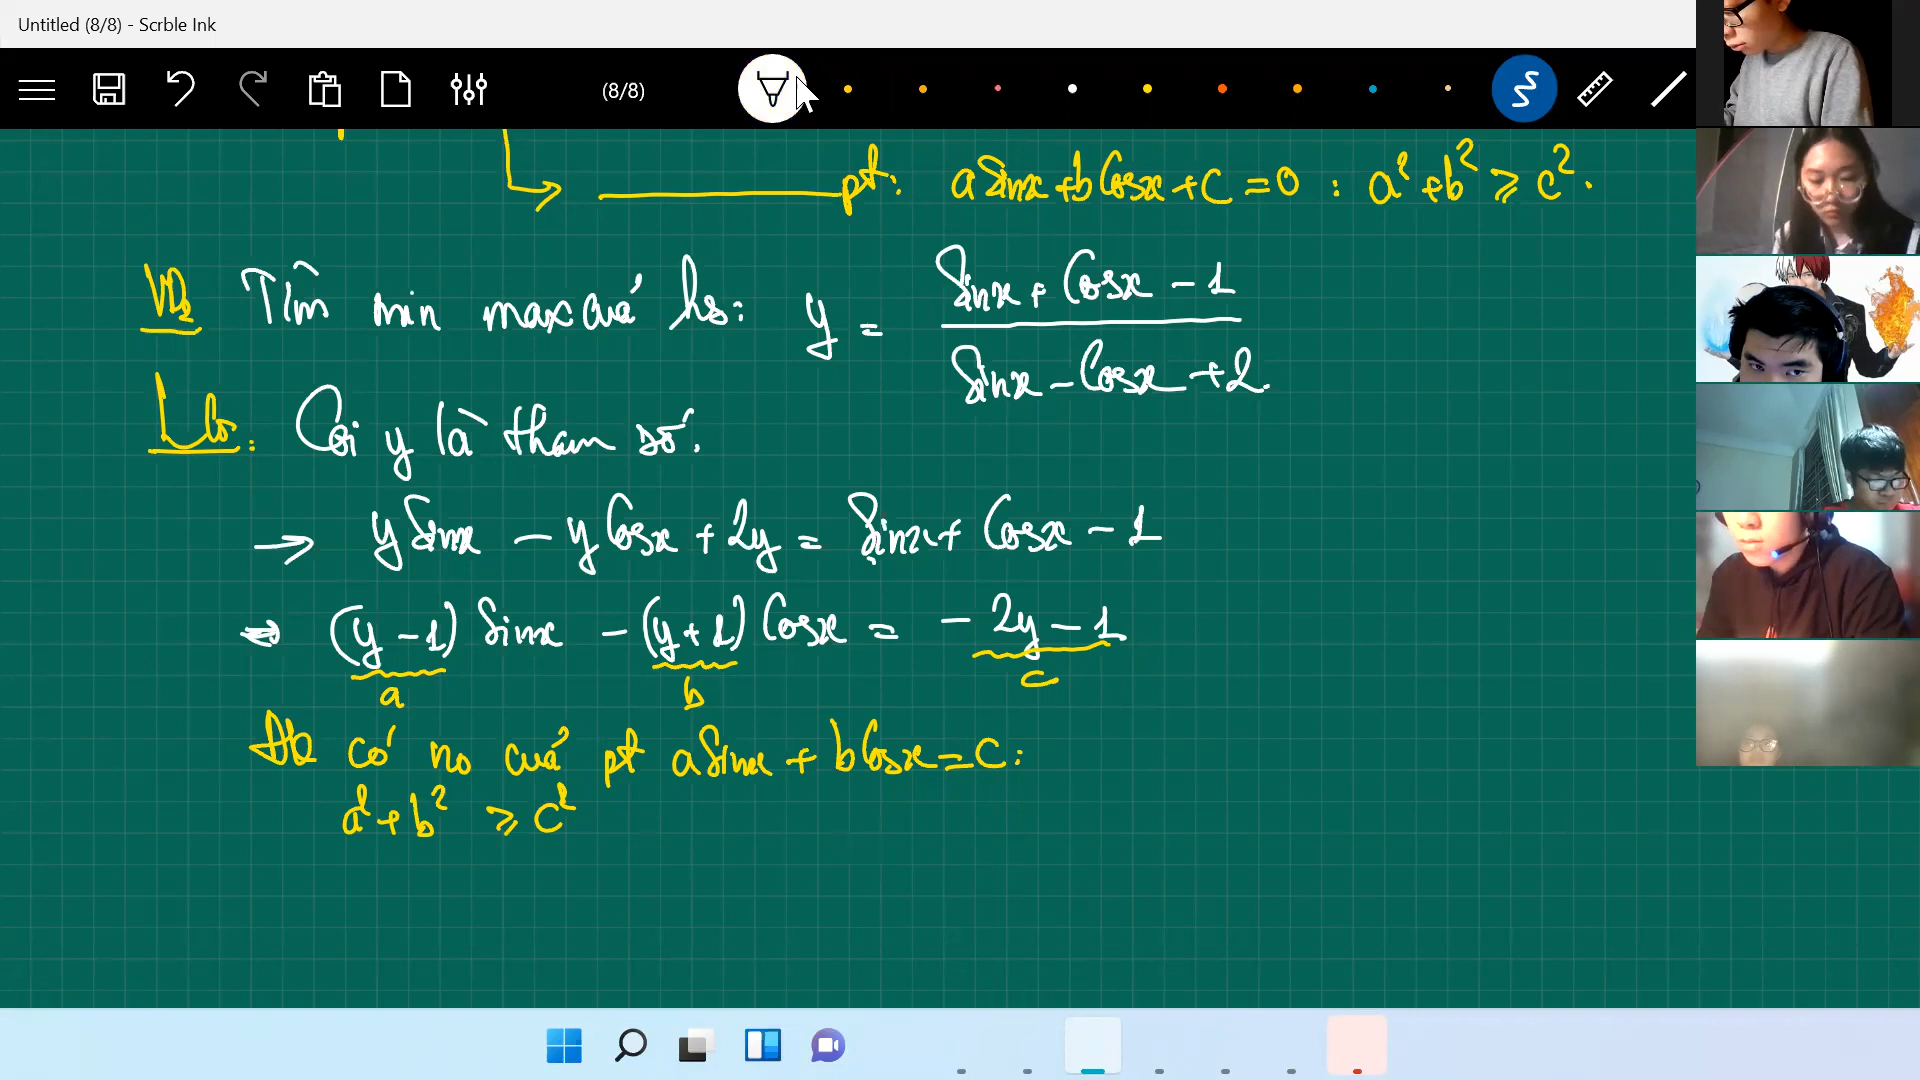 Untitled (8/8) - Scrble Ink
(8/8)
pt: a Sinx + b Cosx + C = 0 : a² + b² ⩾ c².
VD₂ Tìm min max của hs: y = (Sinx + Cosx - 1) / (Sinx - Cosx + 2).
Lg: Coi y là tham số.
→ y Sinx - y Cosx + 2y = Sinx + Cosx - 1
⇔ (y - 1) Sinx - (y + 1) Cosx = - 2y - 1
a b c
Đk có no của pt a Sinx + b Cosx = C:
a² + b² ⩾ c²